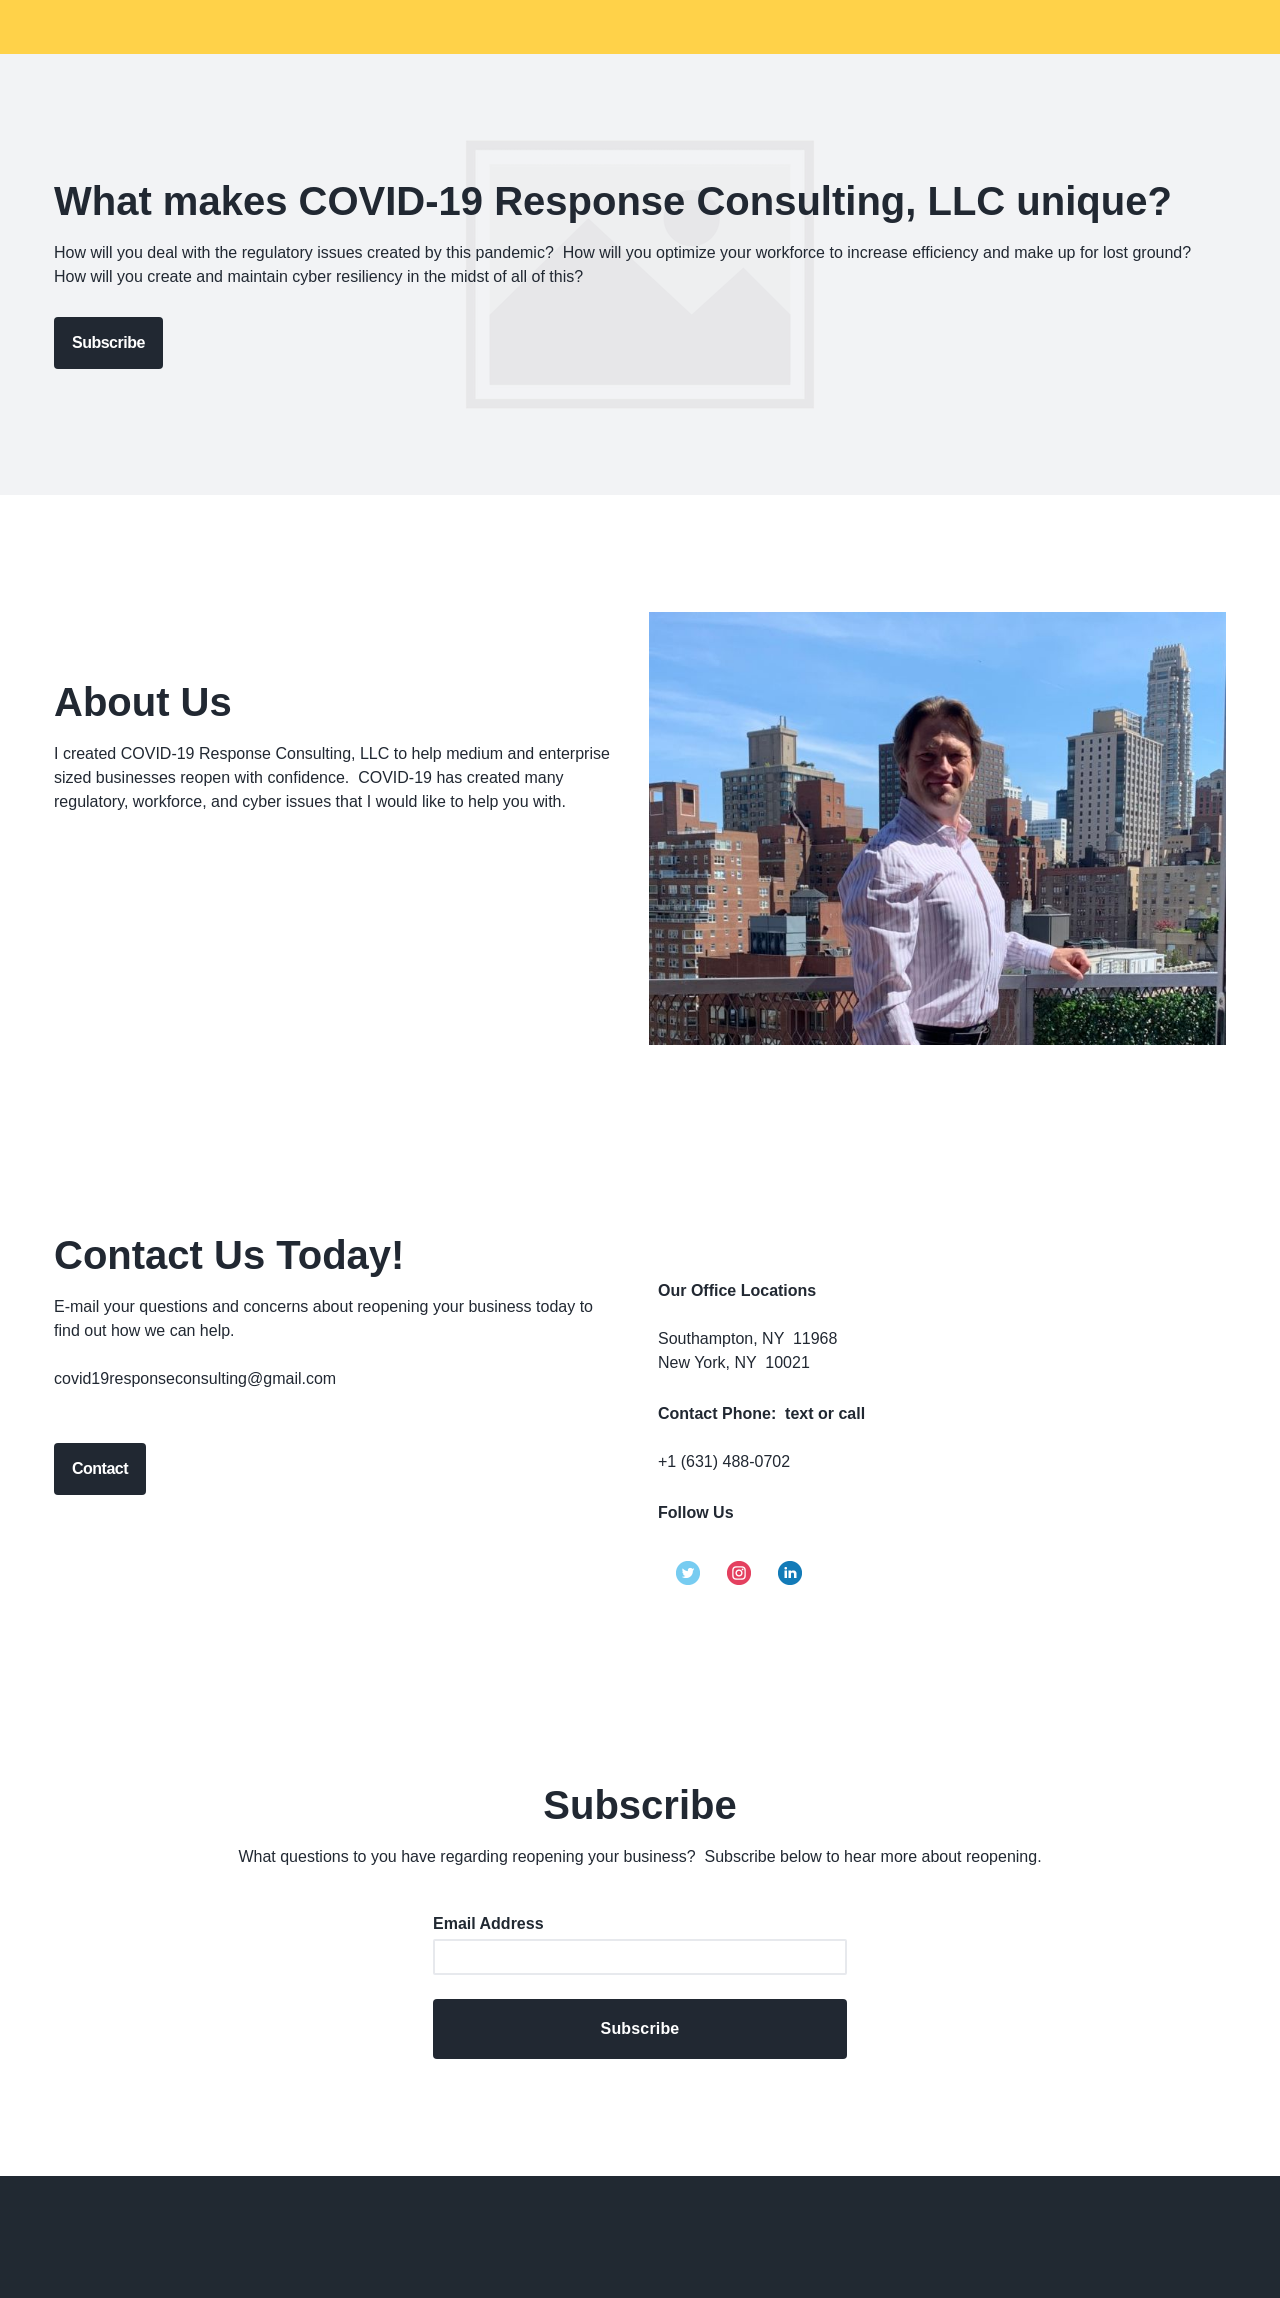 What makes COVID-19 Response Consulting, LLC unique?
How will you deal with the regulatory issues created by this pandemic?  How will you optimize your workforce to increase efficiency and make up for lost ground?
How will you create and maintain cyber resiliency in the midst of all of this?
Subscribe
About Us
I created COVID-19 Response Consulting, LLC to help medium and enterprise
sized businesses reopen with confidence.  COVID-19 has created many
regulatory, workforce, and cyber issues that I would like to help you with.
Contact Us Today!
E-mail your questions and concerns about reopening your business today to
find out how we can help.
covid19responseconsulting@gmail.com
Contact
Our Office Locations
Southampton, NY  11968
New York, NY  10021
Contact Phone:  text or call
+1 (631) 488-0702
Follow Us
in
Subscribe
What questions to you have regarding reopening your business?  Subscribe below to hear more about reopening.
Email Address
Subscribe